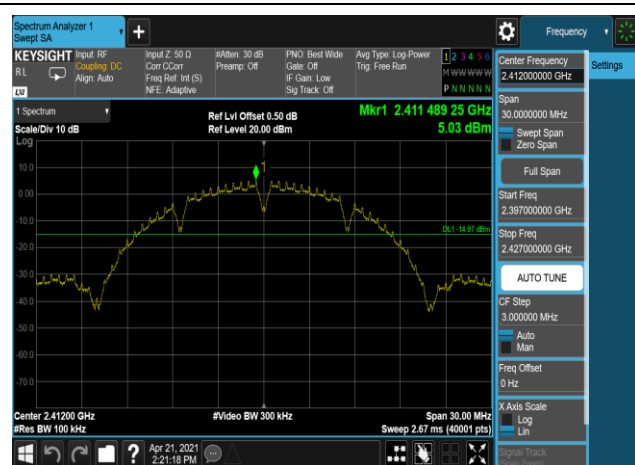 Spectrum Analyzer 1
Swept SA
Frequency
KEYSIGHT
RL
LXI
Input: RF
Coupling: DC
Align: Auto
Input Z: 50 Ω
Corr CCorr
Freq Ref: Int (S)
NFE: Adaptive
#Atten: 30 dB
Preamp: Off
PNO: Best Wide
Gate: Off
IF Gain: Low
Sig Track: Off
Avg Type: Log-Power
Trig: Free Run
1 2 3 4 5 6
M W W W W W
P N N N N N
1 Spectrum
Scale/Div 10 dB
Ref Lvl Offset 0.50 dB
Ref Level 20.00 dBm
Mkr1 2.411 489 25 GHz
5.03 dBm
Log
10.0
0.00
-10.0
-20.0
-30.0
-40.0
-50.0
-60.0
-70.0
1
DL1 -14.97 dBm
Center 2.41200 GHz
#Res BW 100 kHz
#Video BW 300 kHz
Span 30.00 MHz
Sweep 2.67 ms (40001 pts)
Apr 21, 2021
2:21:18 PM
Center Frequency
2.412000000 GHz
Settings
Span
30.0000000 MHz
Swept Span
Zero Span
Full Span
Start Freq
2.397000000 GHz
Stop Freq
2.427000000 GHz
AUTO TUNE
CF Step
3.000000 MHz
Auto
Man
Freq Offset
0 Hz
X Axis Scale
Log
Lin
Signal Track
(Span Zoom)